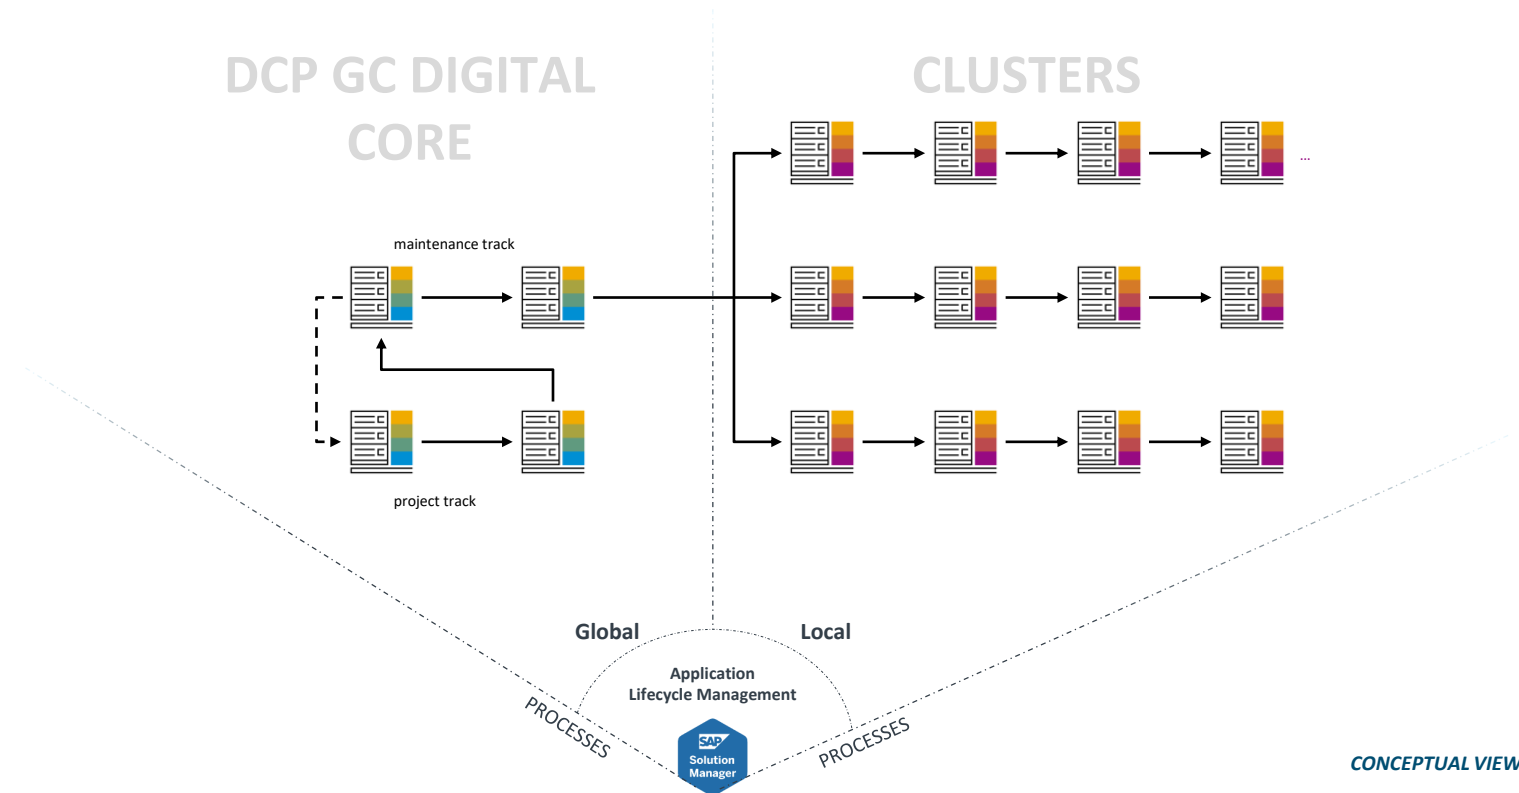 DCP GC DIGITAL
CORE
CLUSTERS
...
maintenance track
project track
Global
Local
Application
Lifecycle Management
PROCESSES
PROCESSES
SAP
Solution
Manager
CONCEPTUAL VIEW